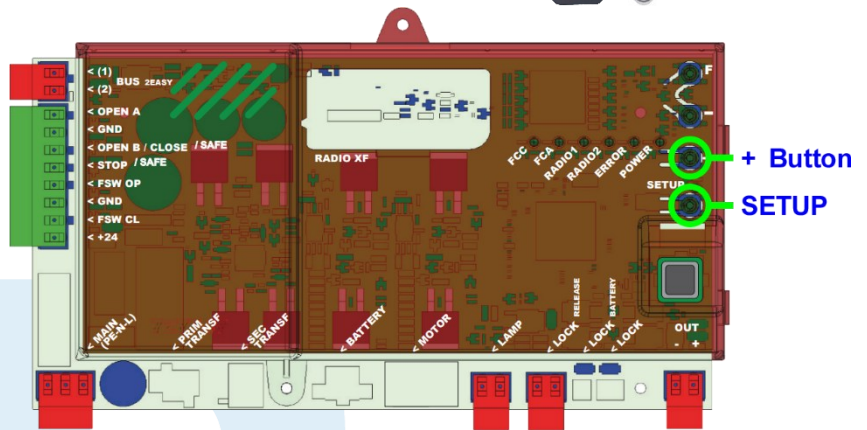 < (1)
BUS 2EASY
< (2)
< OPEN A
< GND
< OPEN B / CLOSE / SAFE
< STOP / SAFE
< FSW OP
< GND
< FSW CL
< +24
RADIO XF
FCC
FCA
RADIO1
RADIO2
ERROR
POWER
F
-
+ Button
SETUP
SETUP
< MAIN
(PE-N-L)
< PRIM
TRANSF
< SEC
TRANSF
< BATTERY
< MOTOR
< LAMP
< LOCK
RELEASE
< LOCK
BATTERY
< LOCK
OUT
- +